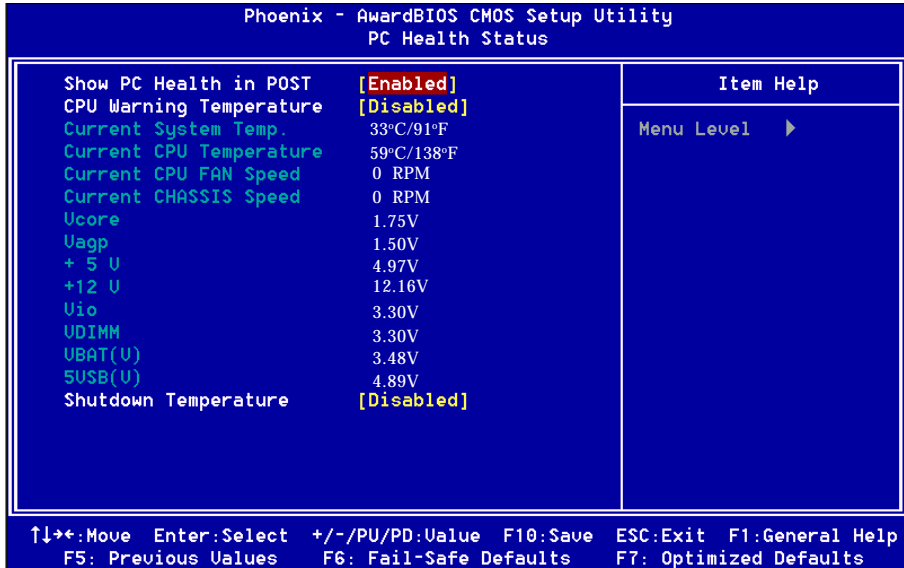 Phoenix - AwardBIOS CMOS Setup Utility
PC Health Status
Show PC Health in POST [Enabled]
CPU Warning Temperature [Disabled]
Current System Temp. 33°C/91°F
Current CPU Temperature 59°C/138°F
Current CPU FAN Speed 0 RPM
Current CHASSIS Speed 0 RPM
Vcore 1.75V
Vagp 1.50V
+ 5 V 4.97V
+12 V 12.16V
Vio 3.30V
VDIMM 3.30V
VBAT(V) 3.48V
5VSB(V) 4.89V
Shutdown Temperature [Disabled]
Item Help
Menu Level ▶
↑↓→←:Move Enter:Select +/-/PU/PD:Value F10:Save ESC:Exit F1:General Help
F5: Previous Values F6: Fail-Safe Defaults F7: Optimized Defaults